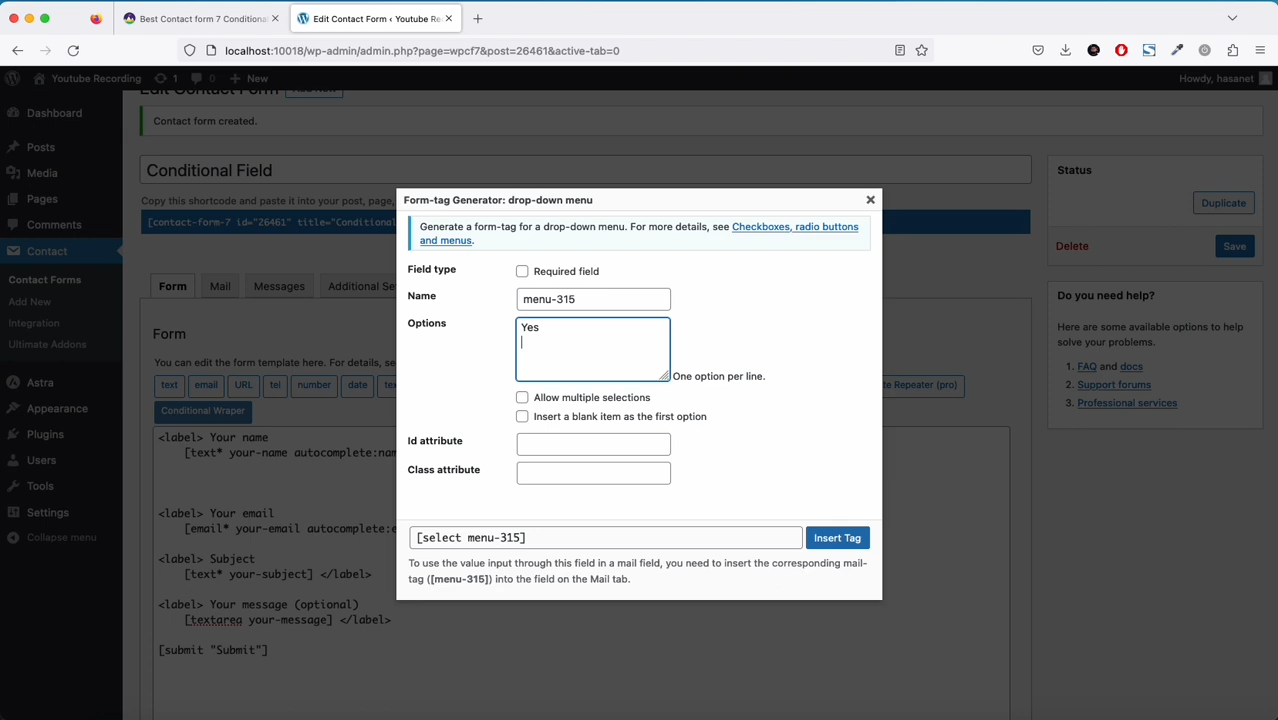 Best Contact form 7 Conditional
Edit Contact Form ‹ Youtube Re
localhost:10018/wp-admin/admin.php?page=wpcf7&post=26461&active-tab=0
Youtube Recording
1
0
New
Howdy, hasanet
Dashboard
Posts
Media
Pages
Comments
Contact
Contact Forms
Add New
Integration
Ultimate Addons
Astra
Appearance
Plugins
Users
Tools
Settings
Collapse menu
Edit Contact Form
Add New
Contact form created.
Conditional Field
Copy this shortcode and paste it into your post, page,
[contact-form-7 id="26461" title="Conditional
Form
Mail
Messages
Additional Se
Form
You can edit the form template here. For details, se
text
email
URL
tel
number
date
te
te Repeater (pro)
Conditional Wraper
<label> Your name
[text* your-name autocomplete:nam
<label> Your email
[email* your-email autocomplete:e
<label> Subject
[text* your-subject] </label>
<label> Your message (optional)
[textarea your-message] </label>
[submit "Submit"]
Form-tag Generator: drop-down menu
Generate a form-tag for a drop-down menu. For more details, see Checkboxes, radio buttons
and menus.
Field type
Required field
Name
menu-315
Options
Yes
One option per line.
Allow multiple selections
Insert a blank item as the first option
Id attribute
Class attribute
[select menu-315]
Insert Tag
To use the value input through this field in a mail field, you need to insert the corresponding mail-
tag ([menu-315]) into the field on the Mail tab.
Status
Duplicate
Delete
Save
Do you need help?
Here are some available options to help
solve your problems.
1. FAQ and docs
2. Support forums
3. Professional services